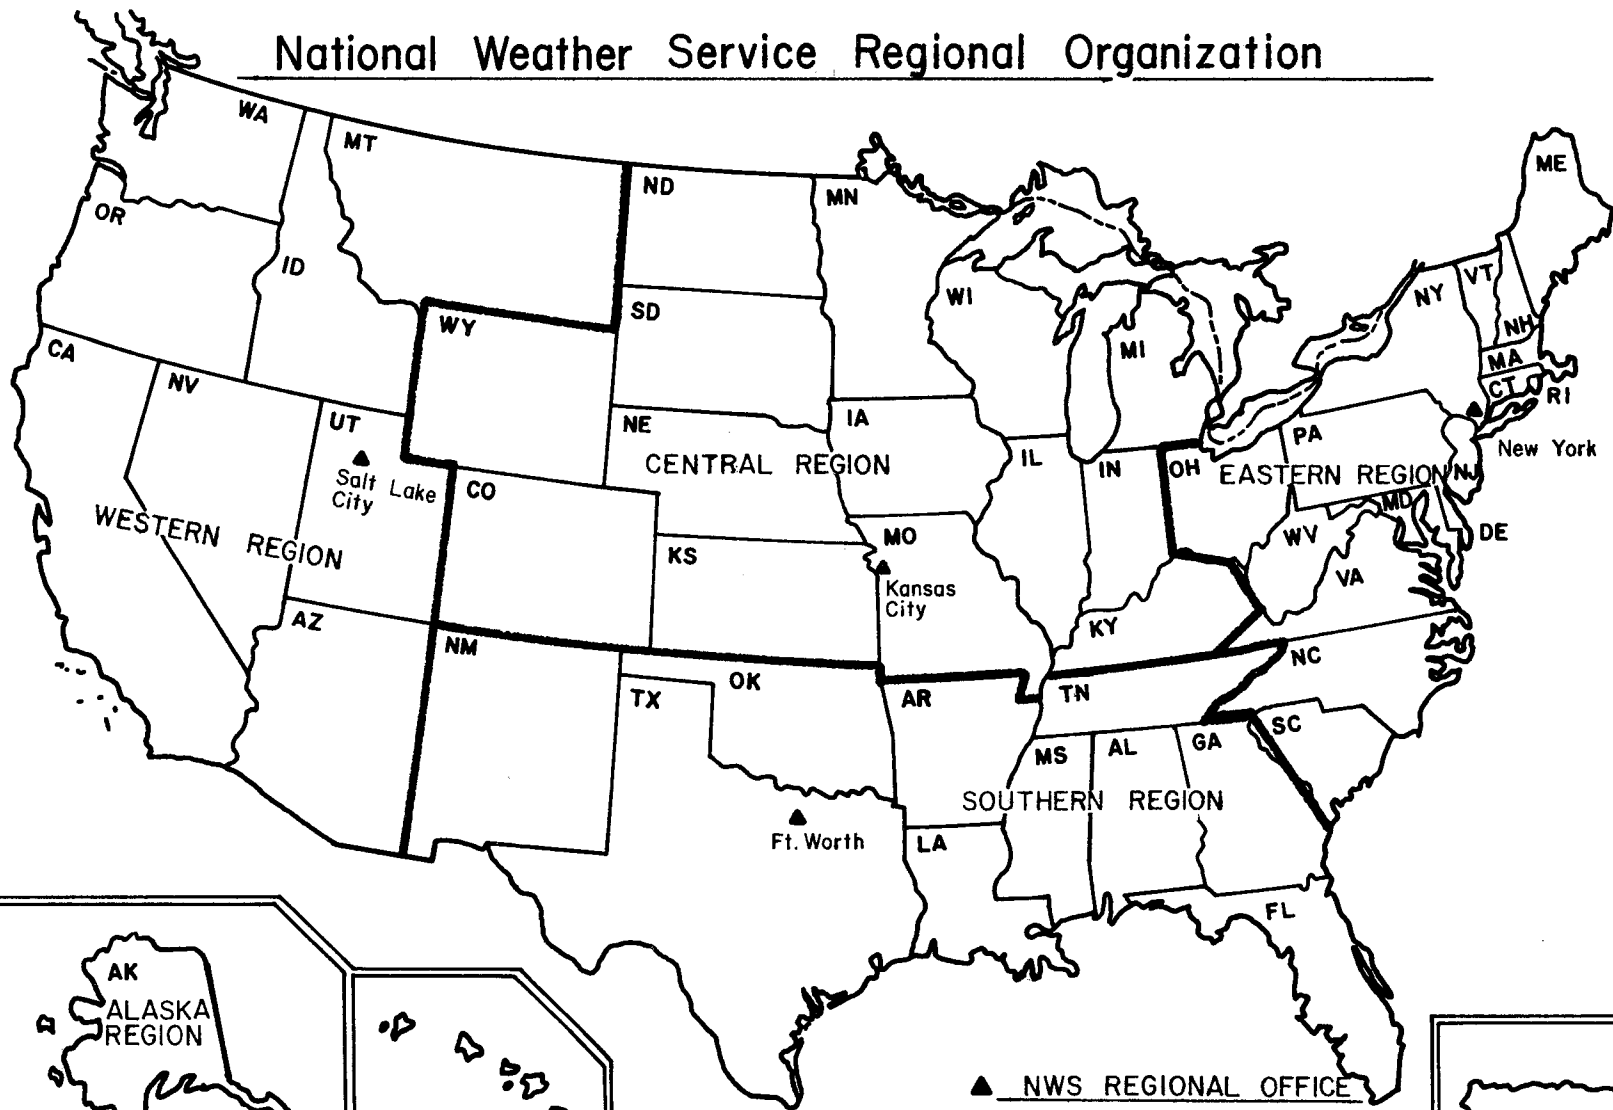 National Weather Service Regional Organization
WA
MT
ND
MN
ME
OR
ID
SD
WI
MI
NY
VT
NH
MA
CT
RI
CA
NV
UT
WY
NE
IA
IL
IN
OH
PA
NJ
New York
Salt Lake
City
CO
CENTRAL REGION
EASTERN REGION
MD
DE
WESTERN REGION
KS
MO
Kansas
City
WV
VA
KY
AZ
NM
OK
TX
AR
TN
NC
SC
MS
AL
GA
SOUTHERN REGION
Ft. Worth
LA
FL
AK
ALASKA
REGION
NWS REGIONAL OFFICE